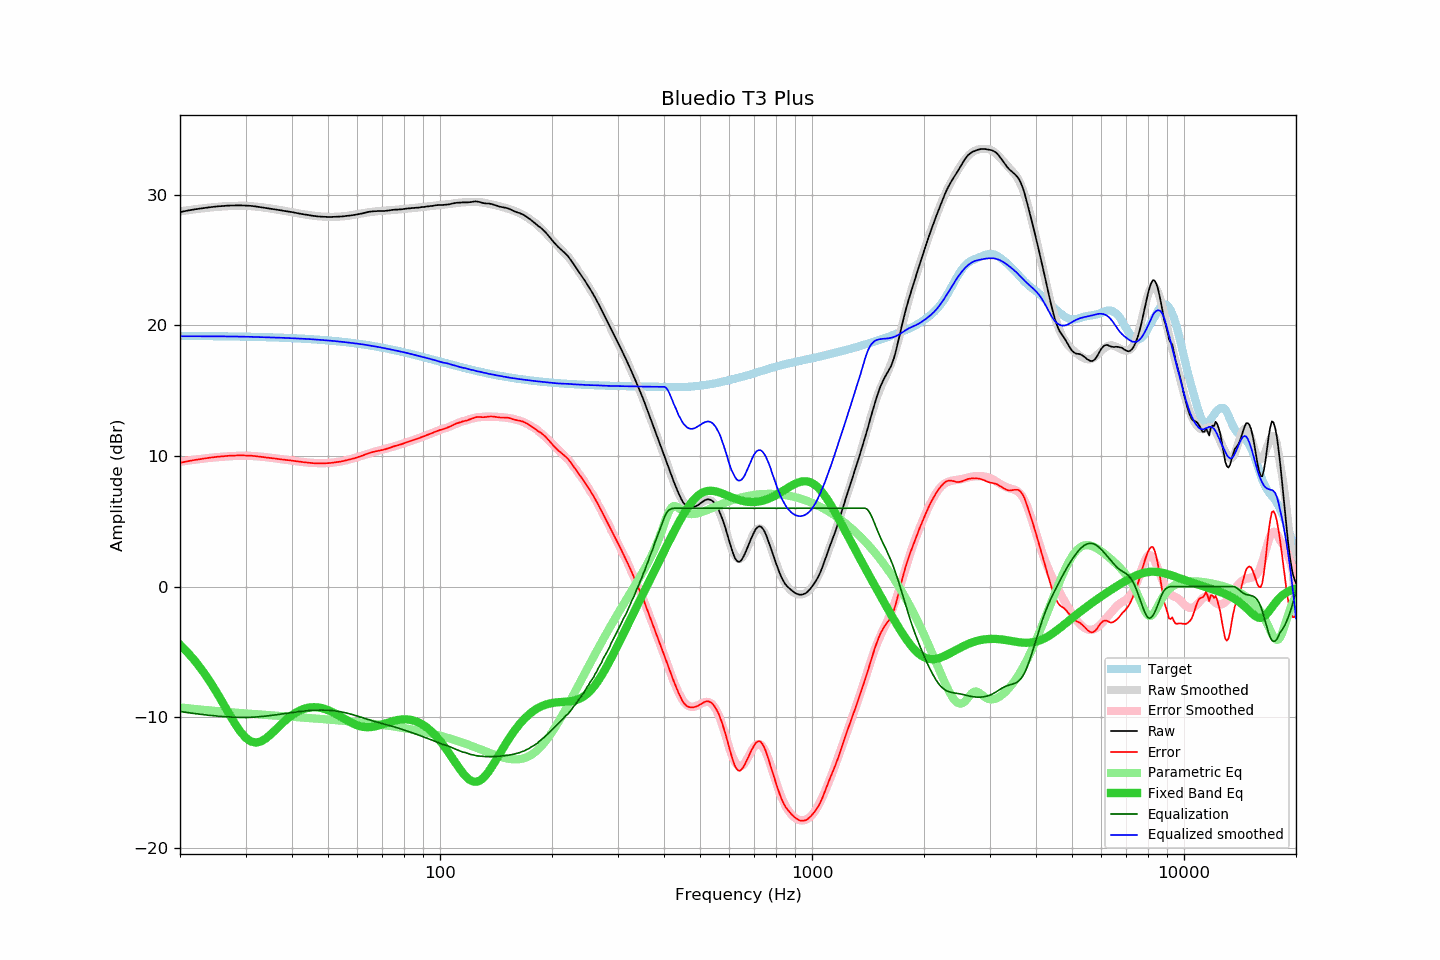 Bluedio T3 Plus
Amplitude (dBr)
30
20
10
0
−10
−20
100
1000
10000
Frequency (Hz)
Target
Raw Smoothed
Error Smoothed
Raw
Error
Parametric Eq
Fixed Band Eq
Equalization
Equalized smoothed